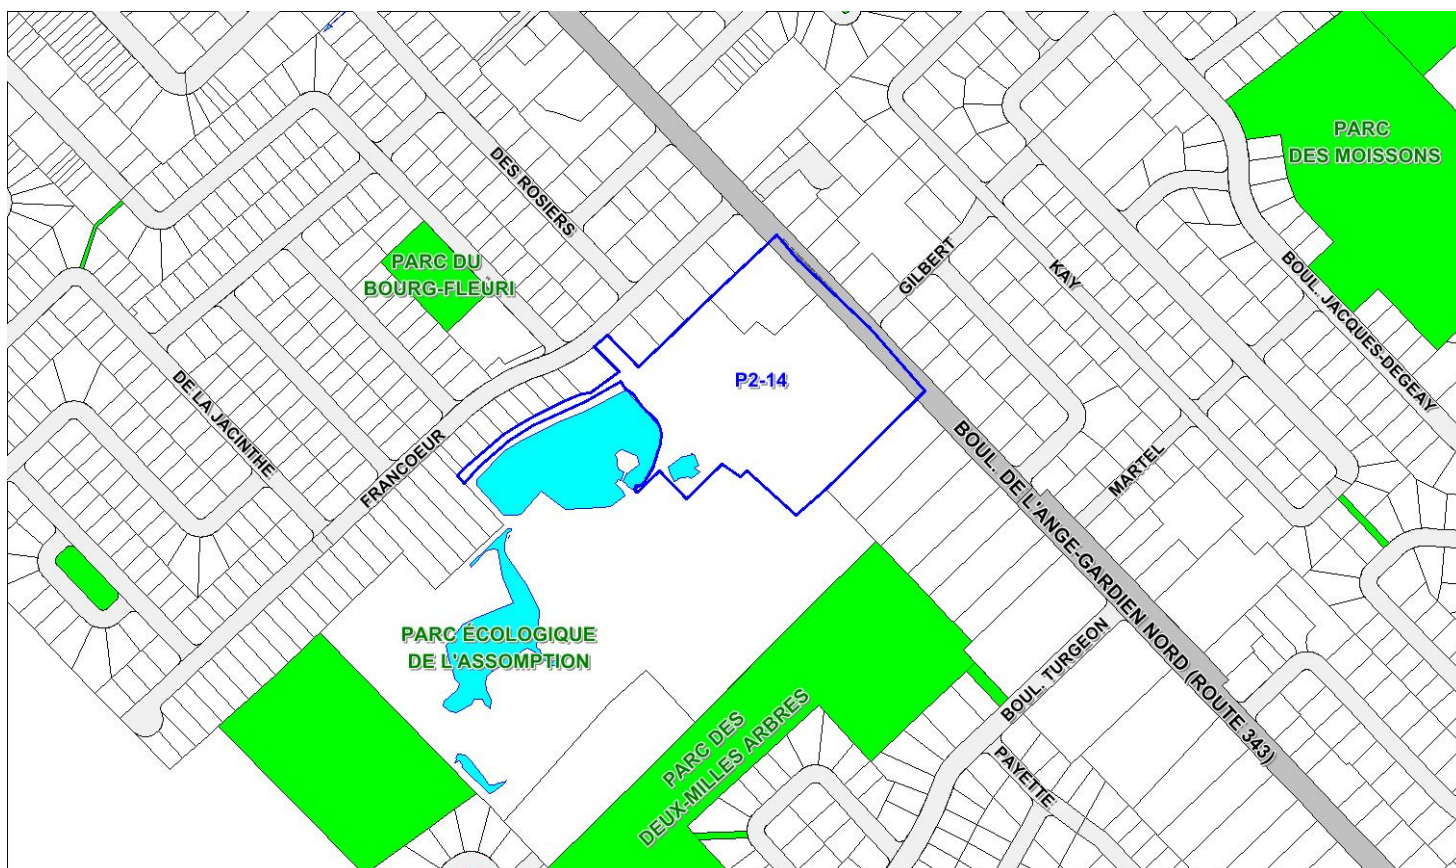 PARC
DES MOISSONS
DES ROSIERS
PARC DU
BOURG-FLEURI
GILBERT
KAY
BOUL. JACQUES-DEGEAY
DE LA JACINTHE
P2-14
FRANCOEUR
BOUL. DE L'ANGE-GARDIEN NORD (ROUTE 343)
MARTEL
PARC ÉCOLOGIQUE
DE L'ASSOMPTION
BOUL. TURGEON
PARC DES
DEUX-MILLES ARBRES
PAYETTE